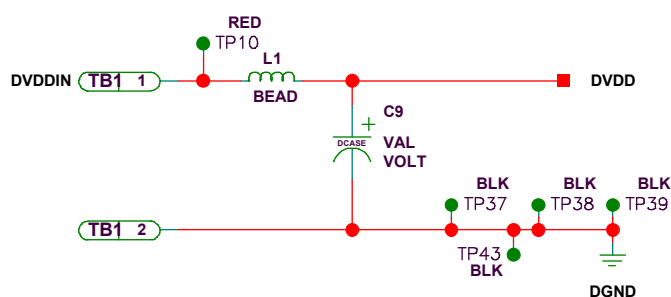 RED
TP10
L1
DVDDIN
TB1 1
BEAD
DVDD
C9
+
DCASE
VAL
VOLT
BLK
BLK
BLK
TP37
TP38
TP39
TB1 2
TP43
BLK
DGND